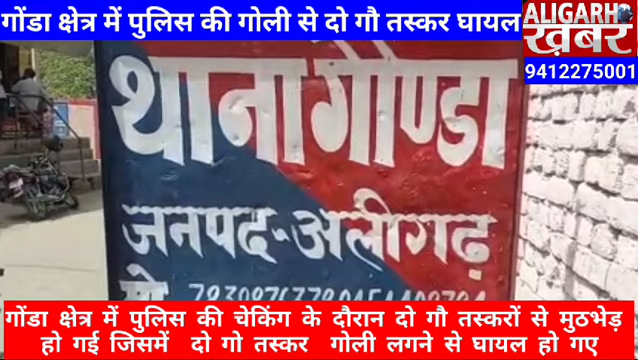 गोंडा क्षेत्र में पुलिस की गोली से दो गौ तस्कर घायल
ALIGARH
ख़बर
9412275001
थाना गोण्डा
जनपद-अलीगढ़
मो
गोंडा क्षेत्र में पुलिस की चेकिंग के दौरान दो गौ तस्करों से मुठभेड़
हो गई जिसमें दो गो तस्कर गोली लगने से घायल हो गए